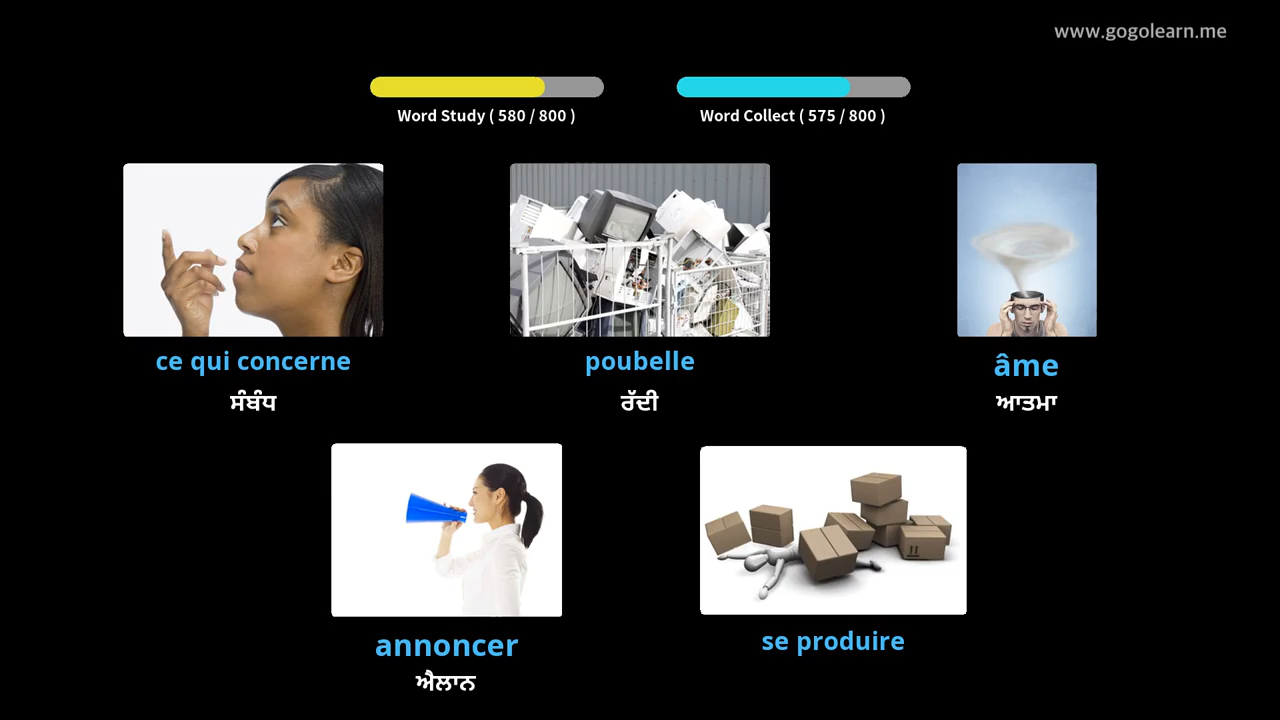 www.gogolearn.me
Word Study ( 580 / 800 )
Word Collect ( 575 / 800 )
ce qui concerne
ਸੰਬੰਧ
poubelle
ਰੱਦੀ
âme
ਆਤਮਾ
annoncer
ਐਲਾਨ
se produire